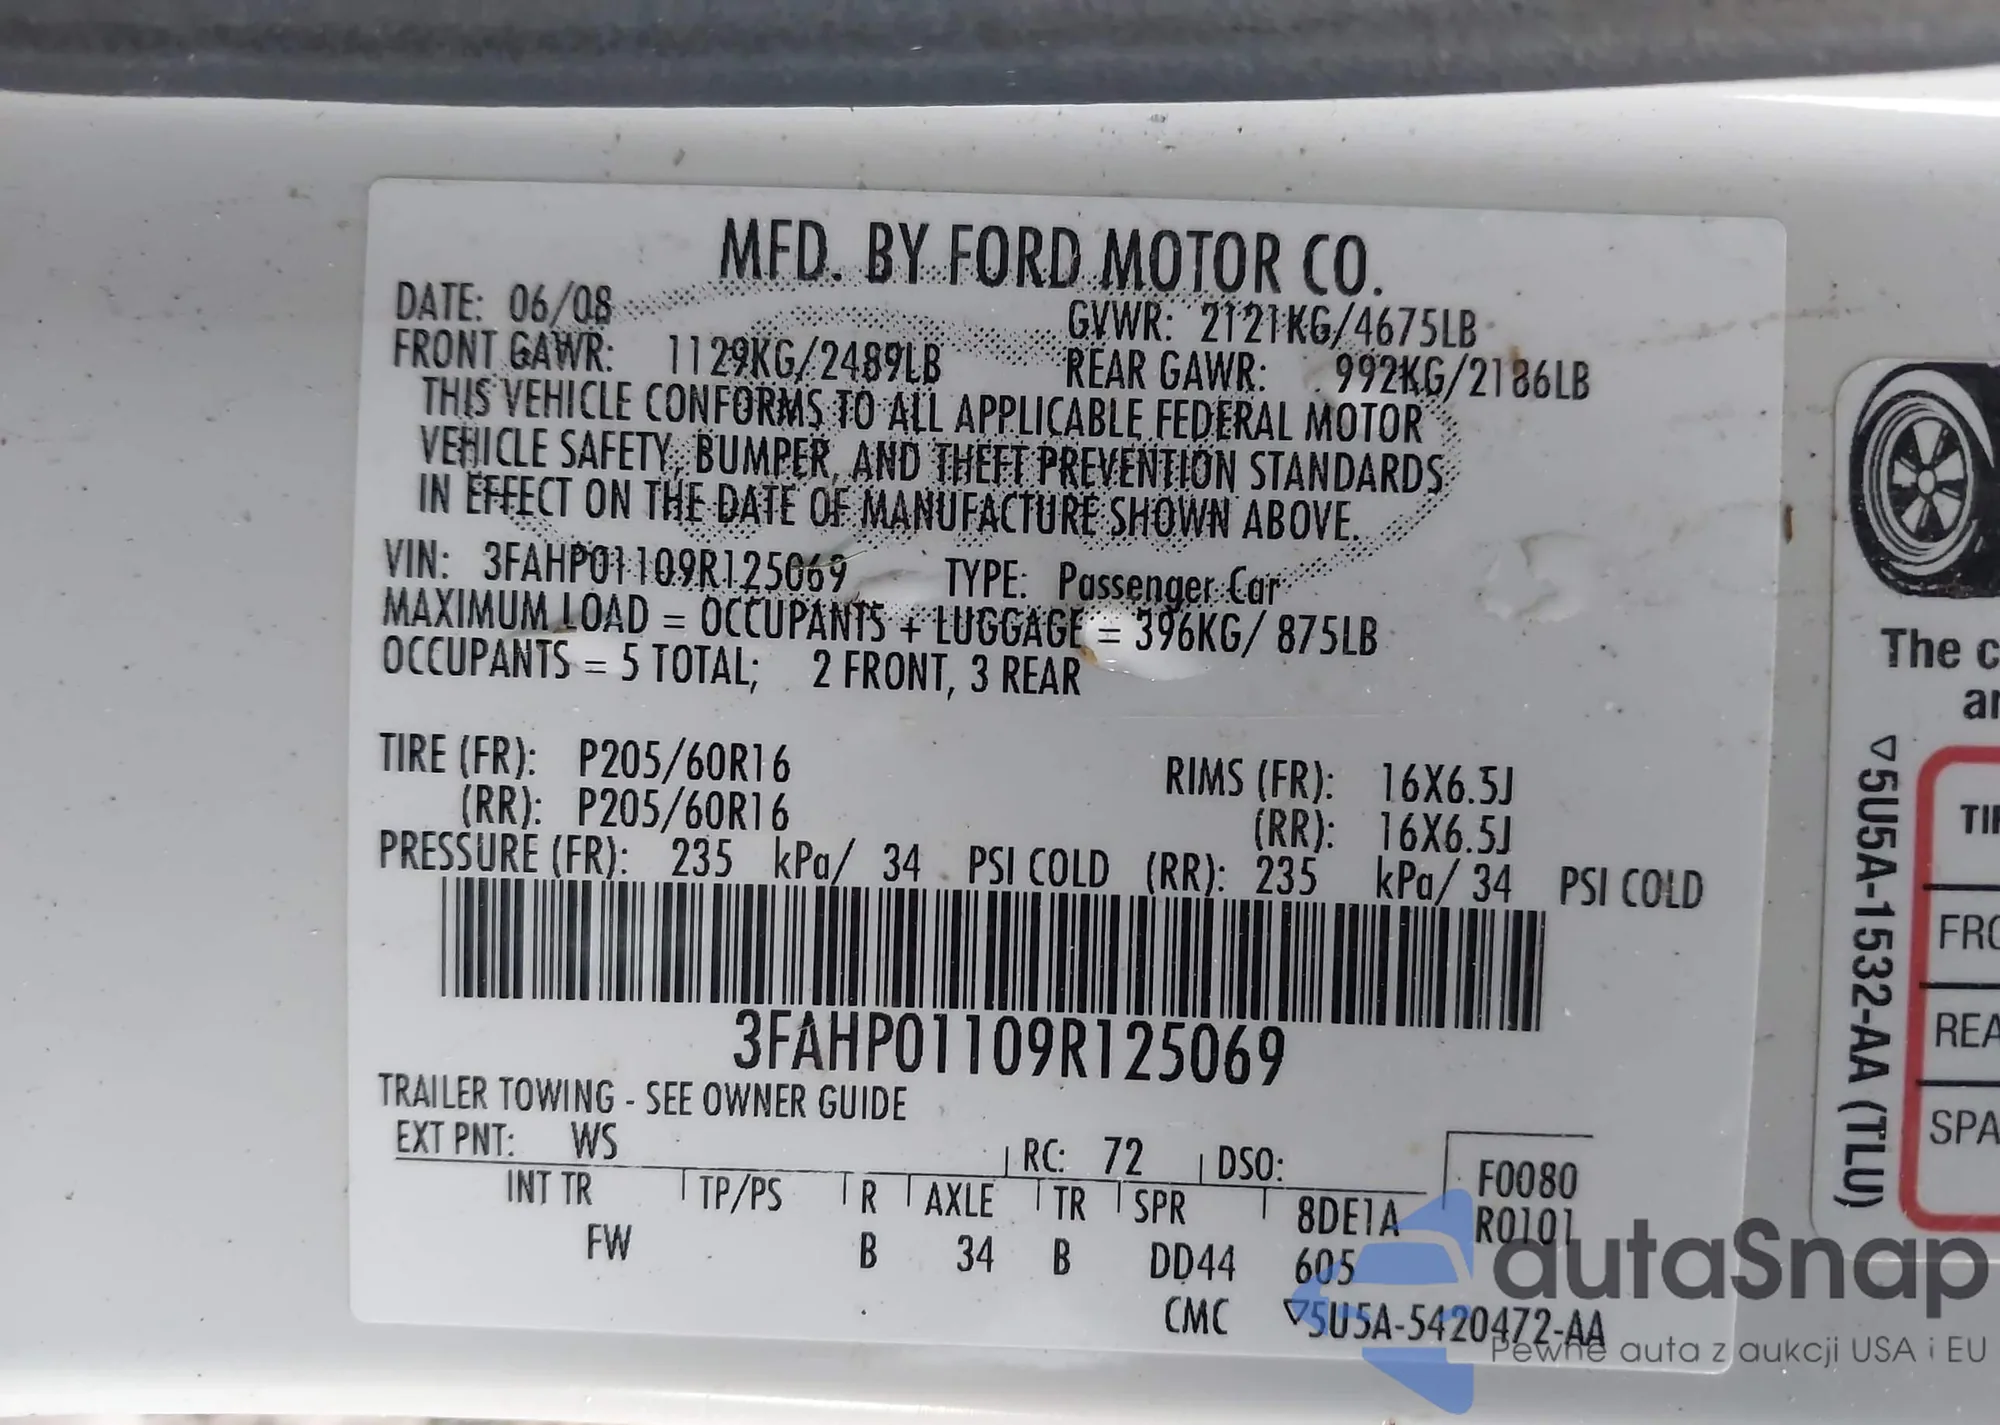 MFD. BY FORD MOTOR CO.
DATE: 06/08 GVWR: 2121KG/4675LB
FRONT GAWR: 1129KG/2489LB REAR GAWR: 992KG/2186LB
THIS VEHICLE CONFORMS TO ALL APPLICABLE FEDERAL MOTOR
VEHICLE SAFETY, BUMPER, AND THEFT PREVENTION STANDARDS
IN EFFECT ON THE DATE OF MANUFACTURE SHOWN ABOVE.
VIN: 3FAHP01109R125069 TYPE: Passenger Car
MAXIMUM LOAD = OCCUPANTS + LUGGAGE = 396KG/ 875LB
OCCUPANTS = 5 TOTAL; 2 FRONT, 3 REAR
TIRE (FR): P205/60R16 RIMS (FR): 16X6.5J
(RR): P205/60R16 (RR): 16X6.5J
PRESSURE (FR): 235 kPa/ 34 PSI COLD (RR): 235 kPa/ 34 PSI COLD
3FAHP01109R125069
TRAILER TOWING - SEE OWNER GUIDE
EXT PNT: WS RC: 72 DSO: F0080
INT TR TP/PS R AXLE TR SPR 8DE1A R0101
FW B 34 B DD44 605
CMC ▽5U5A-5420472-AA
The c
an
▽5U5A-1532-AA (TLU)
TIR
FRO
REA
SPA
autoSnap
Pewne auta z aukcji USA i EU